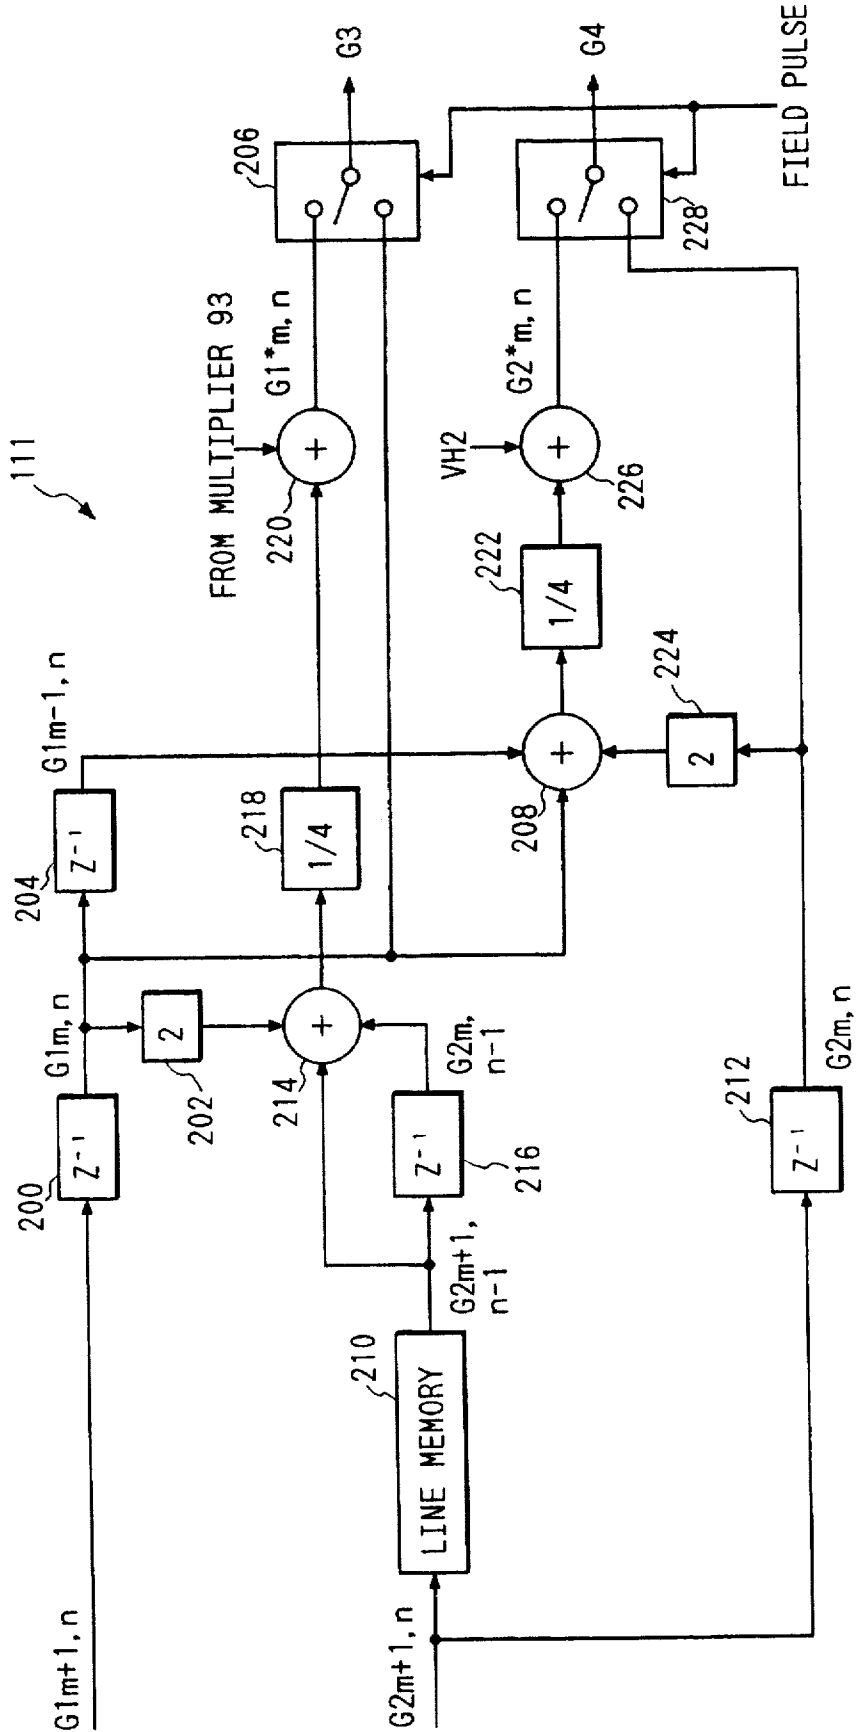 111
G1m+1,n
200
Z⁻¹
G1m,n
204
Z⁻¹
G1m-1,n
2
202
FROM MULTIPLIER 93
206
G3
214
+
218
1/4
220
+
G1*m,n
G2m+1,n
210
LINE MEMORY
G2m+1,
n-1
Z⁻¹
216
G2m,
n-1
208
+
222
1/4
VH2
+
226
G2*m,n
G4
228
2
224
212
Z⁻¹
G2m,n
FIELD PULSE